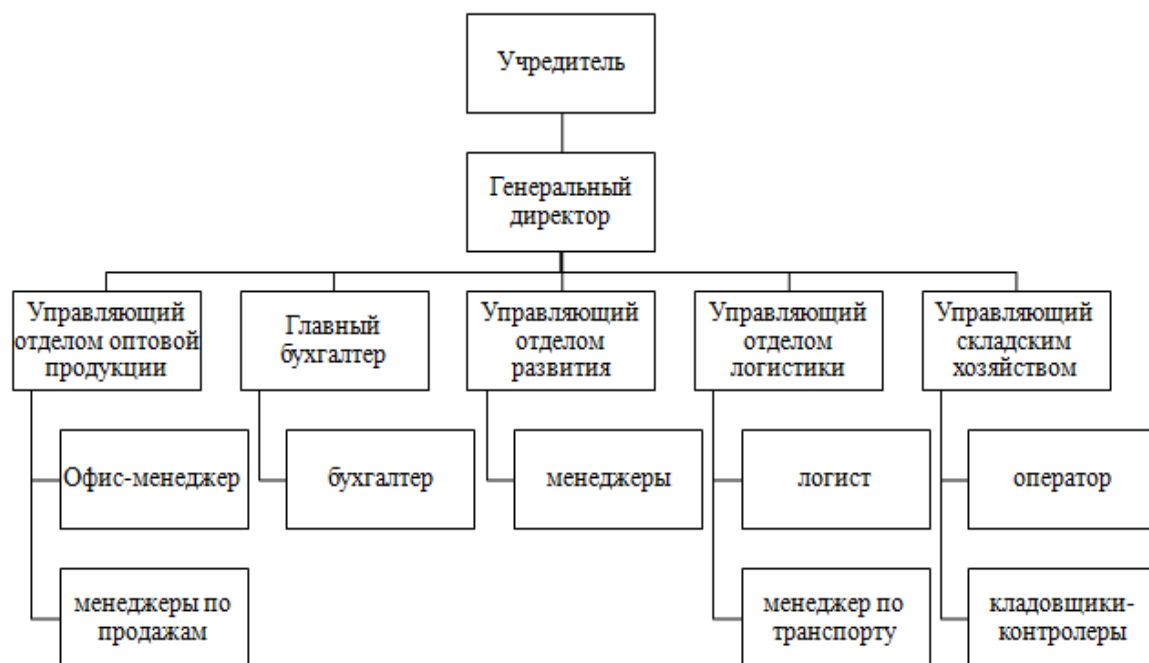 Учредитель
Генеральный
директор
Управляющий
отделом оптовой
продукции
Главный
бухгалтер
Управляющий
отделом
развития
Управляющий
отделом
логистики
Управляющий
складским
хозяйством
Офис-менеджер
бухгалтер
менеджеры
логист
оператор
менеджеры по
продажам
менеджер по
транспорту
кладовщики-
контролеры